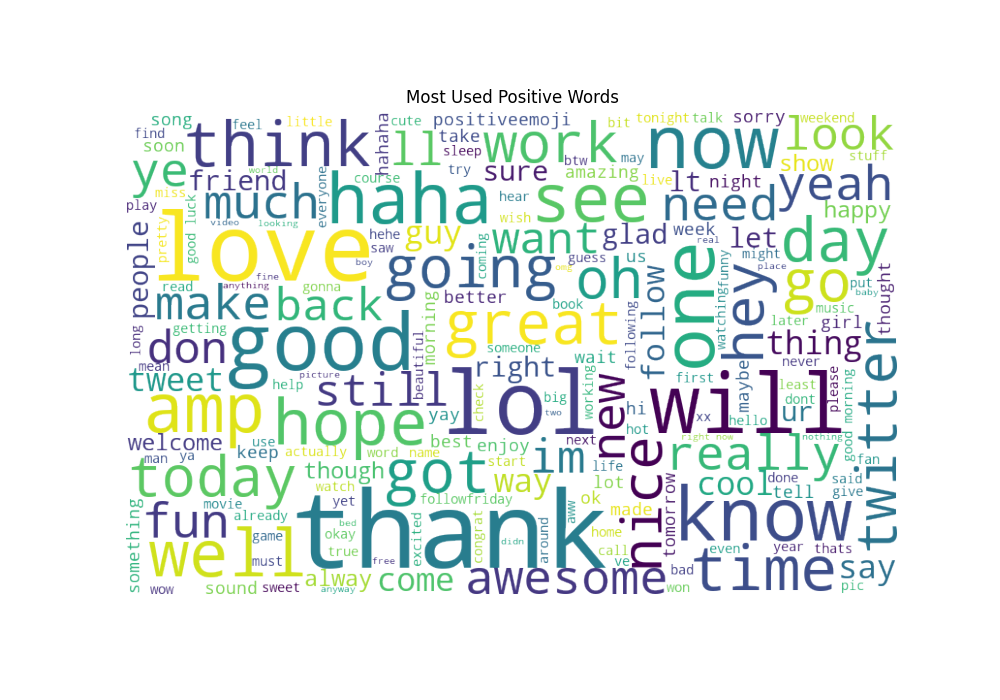 Most Used Positive Words
song
find
soon
feel
little
think
hahaha
cute
positiveemoji
take
ll
sleep
work
btw
bit
tonight
talk
sorry
weekend
now
look
stuff
show
may
amazing
live
lt
night
yeah
ye
miss
friend
world
much
everyone
course
haha
try
sure
hear
see
need
happy
play
people
pretty
good luck
video
looking
love
hehe
saw
guy
wish
coming
want
glad
week
us
let
real
might
day
thought
read
fine
anything
boy
gonna
going
guess
omg
oh
one
funny
watching
hey
place
go
put
baby
make
back
morning
better
book
follow
following
music
later
girl
long
getting
good
great
someone
mean
don
beautiful
right
wait
first
maybe
thing
never
twitter
tweet
help
picture
still
lol
check
big
two
working
new
hi
hot
will
xx
hello
least
dont
ur
please
good morning
amp
hope
yay
welcome
man
ya
use
keep
actually
word
name
best
enjoy
next
im
life
nice
right now
really
nothing
fan
today
though
watch
got
start
way
lot
ok
cool
done
tell
said
give
something
movie
yet
followfriday
made
tomorrow
know
fun
already
game
okay
bed
thank
excited
congrat
didn
around
aww
home
call
ve
even
year
thats
well
must
true
free
wow
sound
sweet
alway
anyway
come
awesome
bad
won
time
say
pic